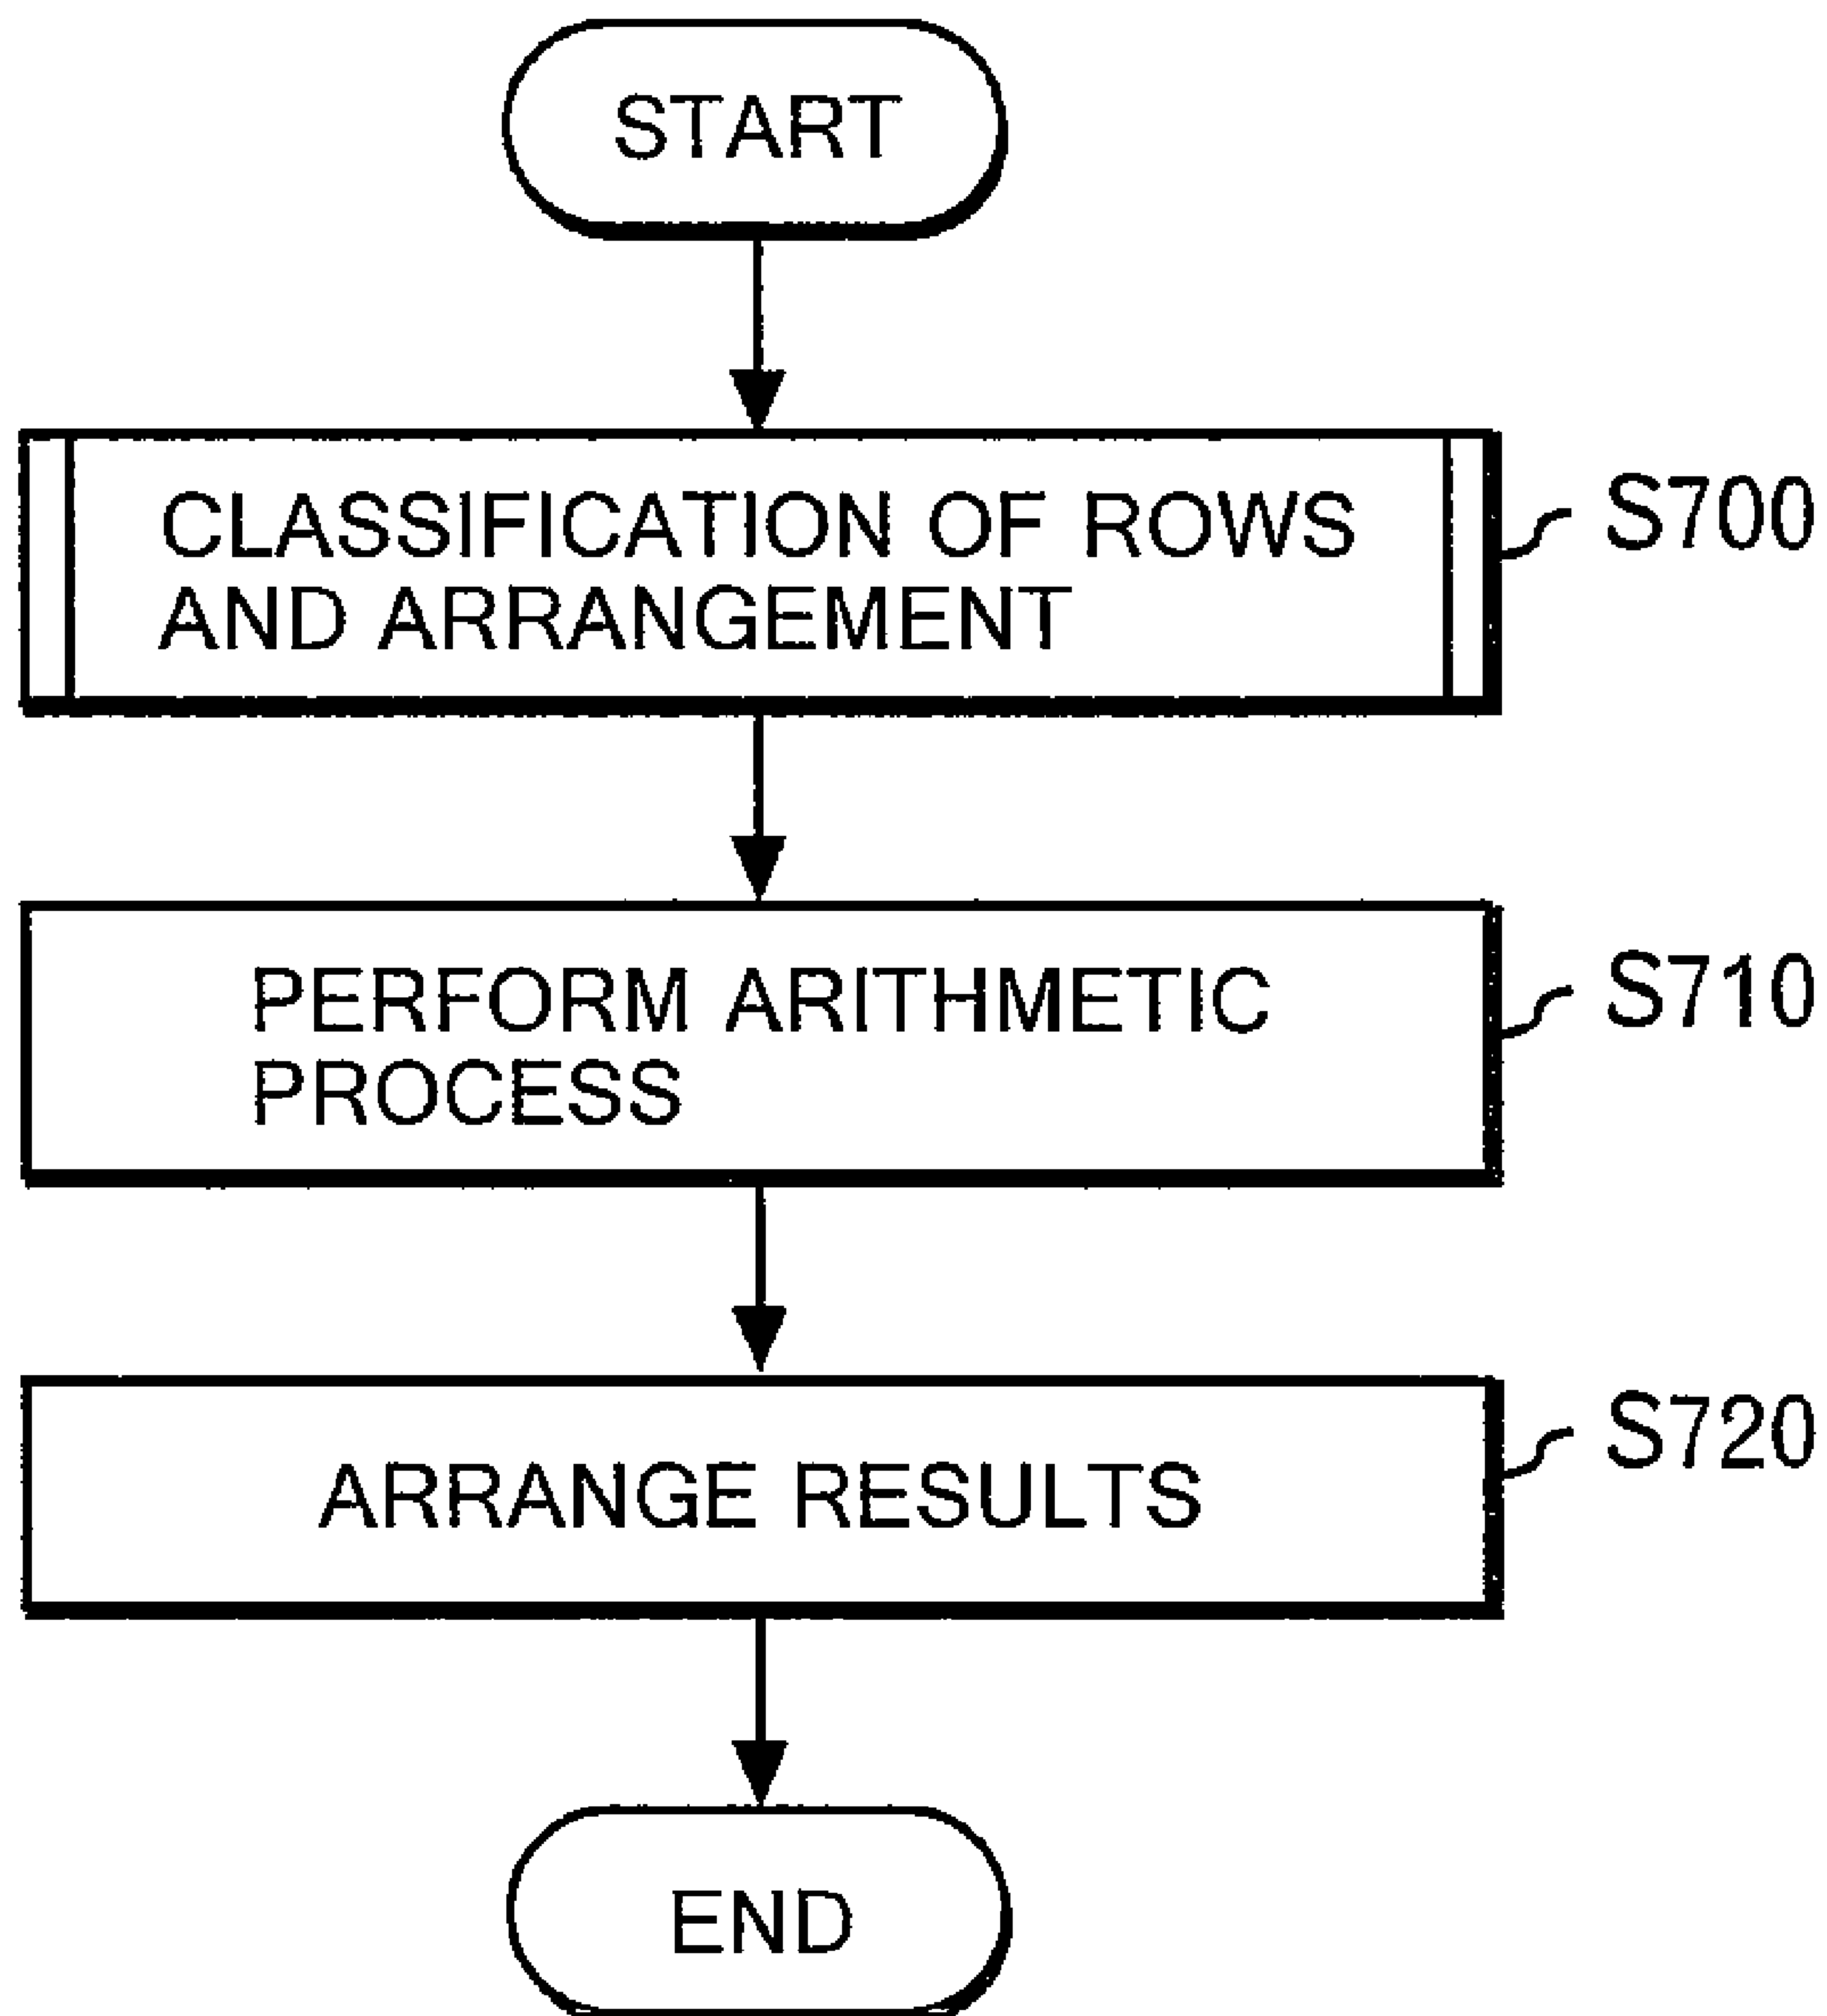 START
CLASSIFICATION OF ROWS
AND ARRANGEMENT
S700
PERFORM ARITHMETIC
PROCESS
S710
ARRANGE RESULTS
S720
END